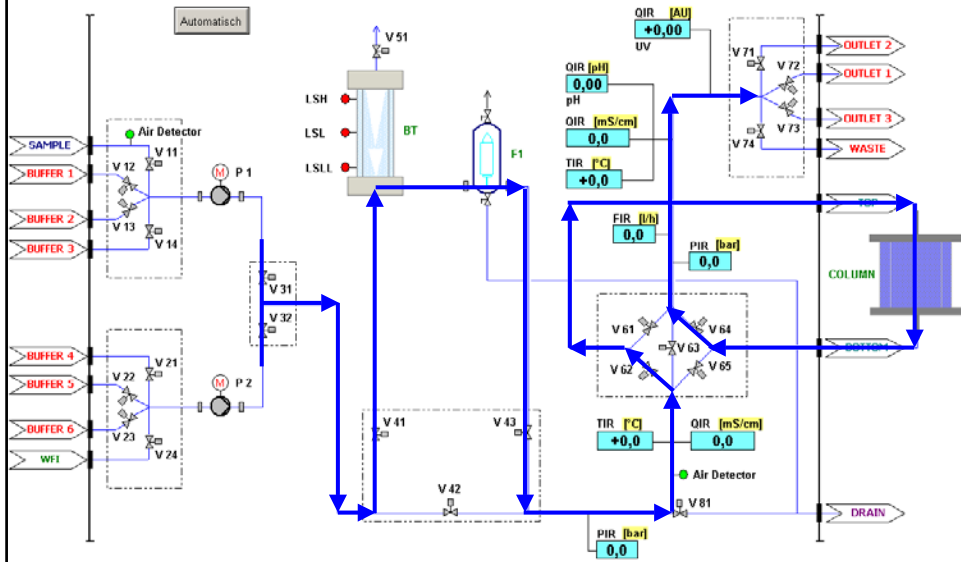 Automatisch
QIR [AU]
+0,00
UV
V 51
V 71
OUTLET 2
V 72
OUTLET 1
QIR [pH]
0,00
pH
LSH
QIR [mS/cm]
0,0
OUTLET 3
V 73
Air Detector
LSL
BT
V 74
WASTE
SAMPLE
V 11
F1
TIR [°C]
+0,0
V 12
LSLL
BUFFER 1
M
P 1
TOP
BUFFER 2
V 13
FIR [l/h]
0,0
V 14
BUFFER 3
PIR [bar]
0,0
COLUMN
V 31
V 32
V 61
V 64
V 63
BOTTOM
BUFFER 4
V 21
V 62
V 65
V 22
BUFFER 5
M
P 2
BUFFER 6
V 23
V 41
V 43
TIR [°C]
+0,0
QIR [mS/cm]
0,0
V 24
WFI
Air Detector
V 42
V 81
DRAIN
PIR [bar]
0,0